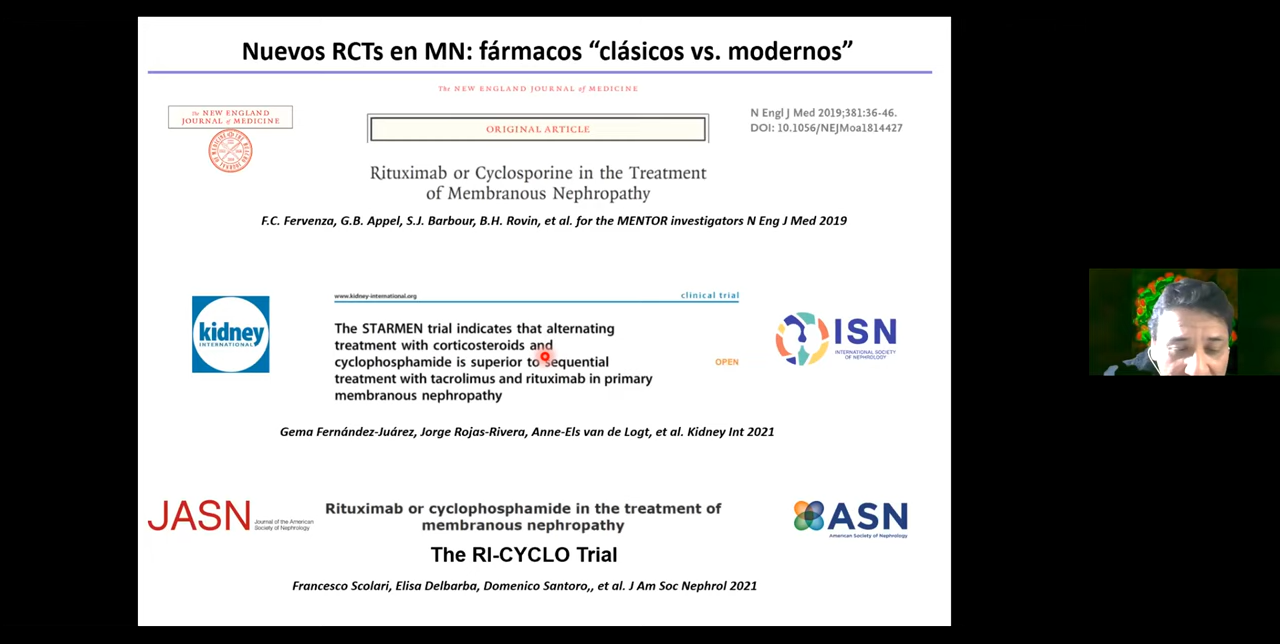 Nuevos RCTs en MN: fármacos “clásicos vs. modernos”
The NEW ENGLAND JOURNAL of MEDICINE
The NEW ENGLAND
JOURNAL of MEDICINE
ORIGINAL ARTICLE
N Engl J Med 2019;381:36-46.
DOI: 10.1056/NEJMoa1814427
Rituximab or Cyclosporine in the Treatment
of Membranous Nephropathy
F.C. Fervenza, G.B. Appel, S.J. Barbour, B.H. Rovin, et al. for the MENTOR investigators N Eng J Med 2019
www.kidney-international.org
clinical trial
kidney
INTERNATIONAL
The STARMEN trial indicates that alternating
treatment with corticosteroids and
cyclophosphamide is superior to sequential
treatment with tacrolimus and rituximab in primary
membranous nephropathy
OPEN
ISN
INTERNATIONAL SOCIETY
OF NEPHROLOGY
Gema Fernández-Juárez, Jorge Rojas-Rivera, Anne-Els van de Logt, et al. Kidney Int 2021
JASN
Journal of the American
Society of Nephrology
Rituximab or cyclophosphamide in the treatment of
membranous nephropathy
The RI-CYCLO Trial
ASN
American Society of Nephrology
Francesco Scolari, Elisa Delbarba, Domenico Santoro,, et al. J Am Soc Nephrol 2021